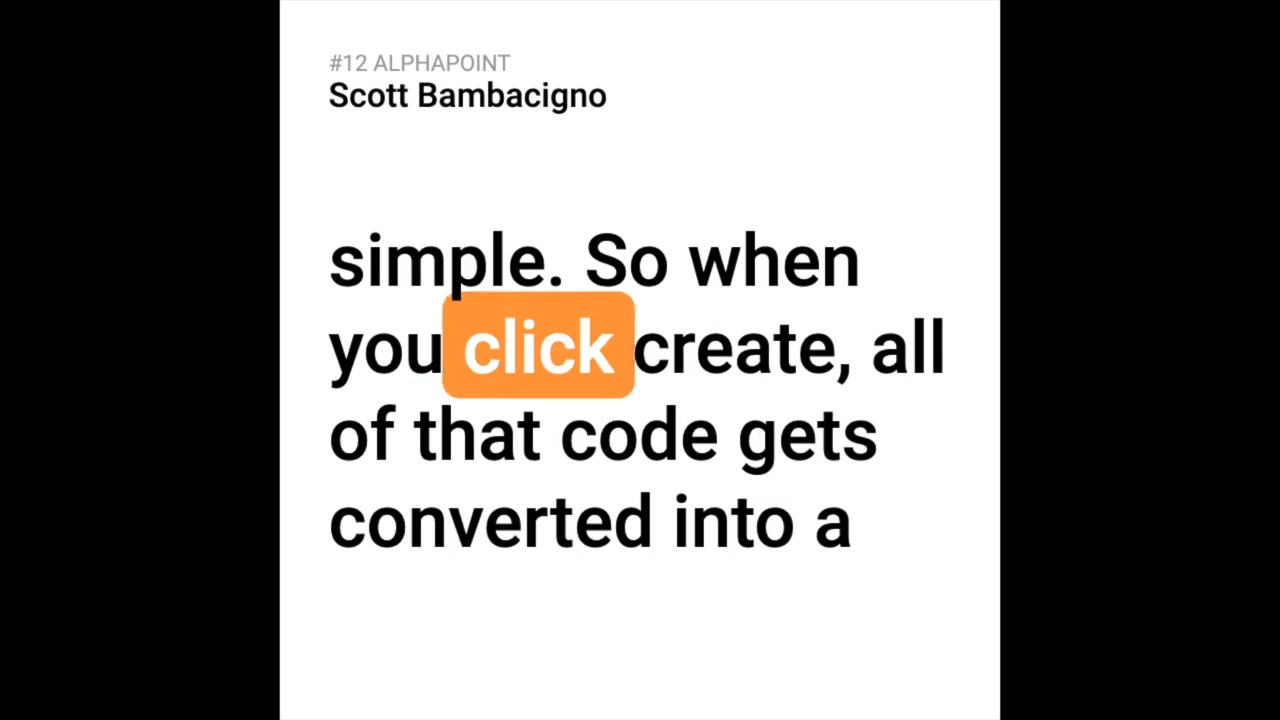 #12 ALPHAPOINT
Scott Bambacigno
simple. So when
you click create, all
of that code gets
converted into a